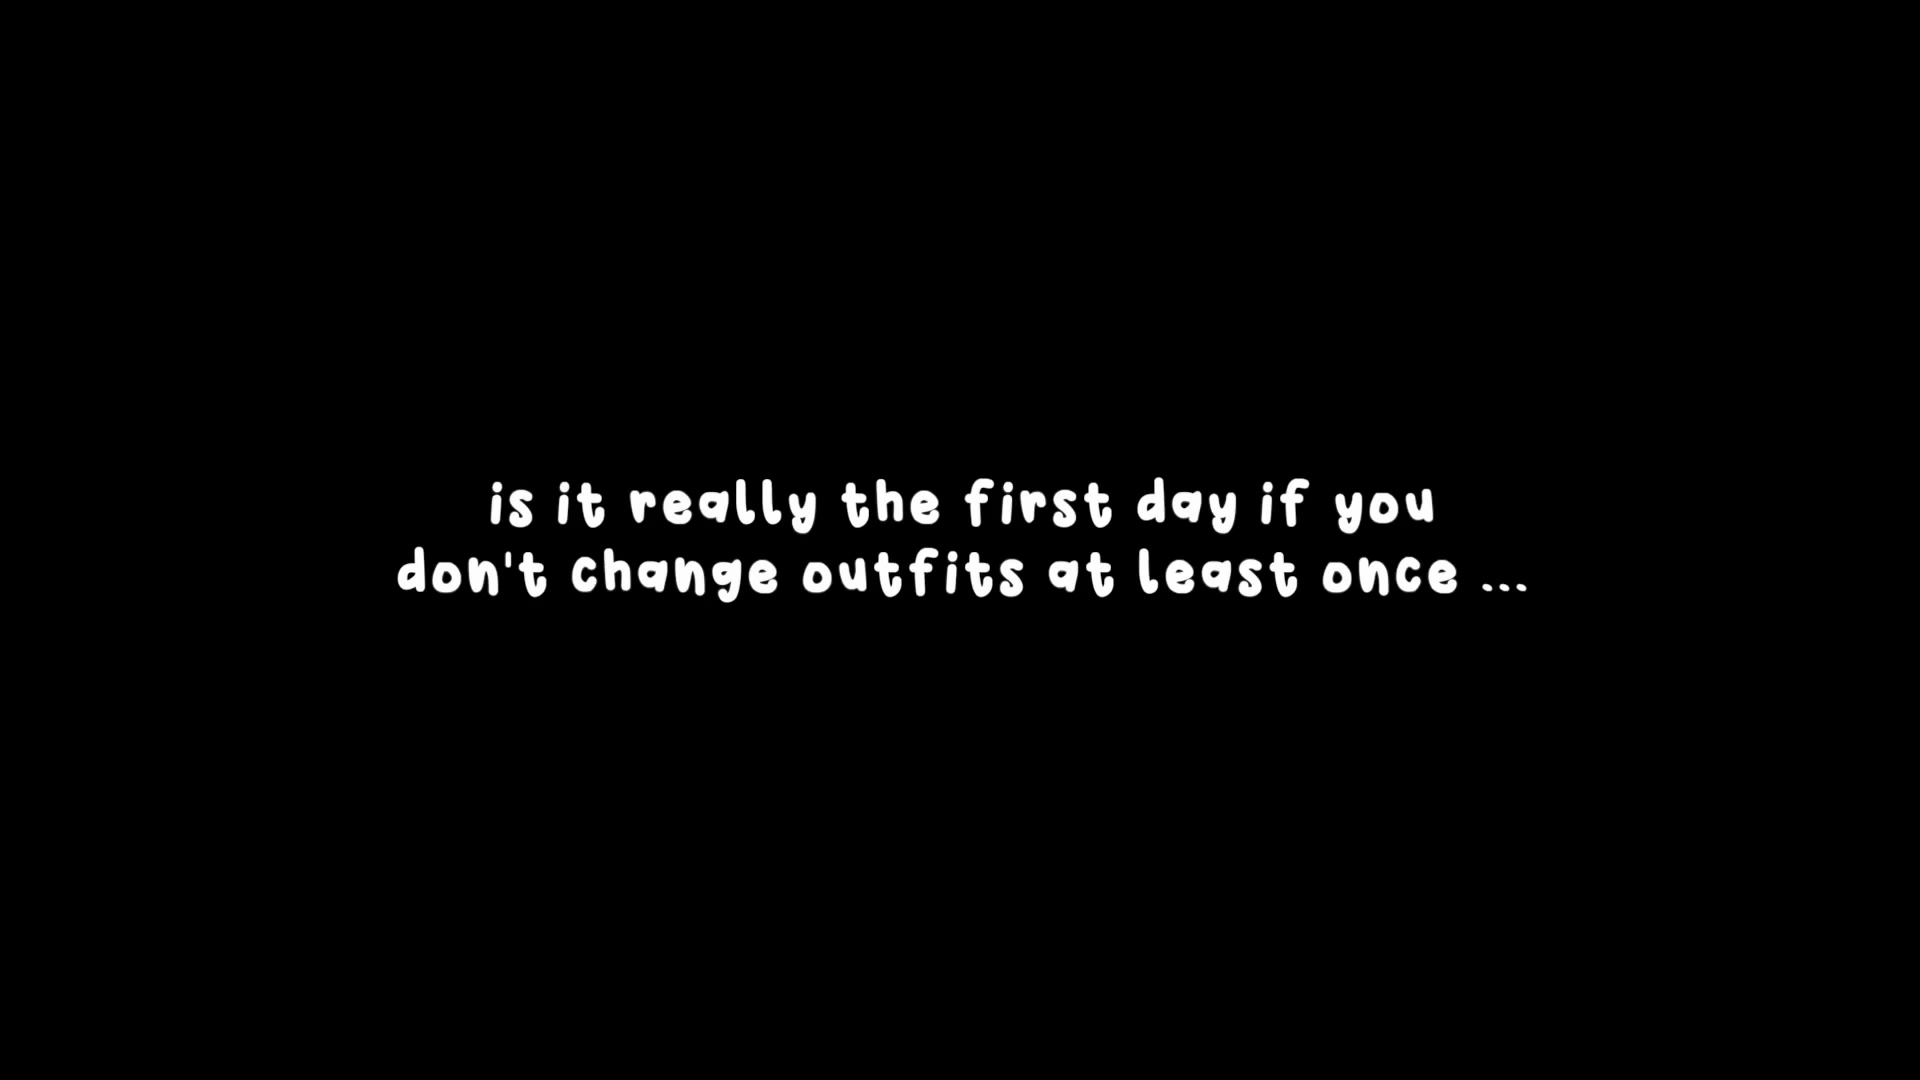 is it really the first day if you
don't change outfits at least once ...